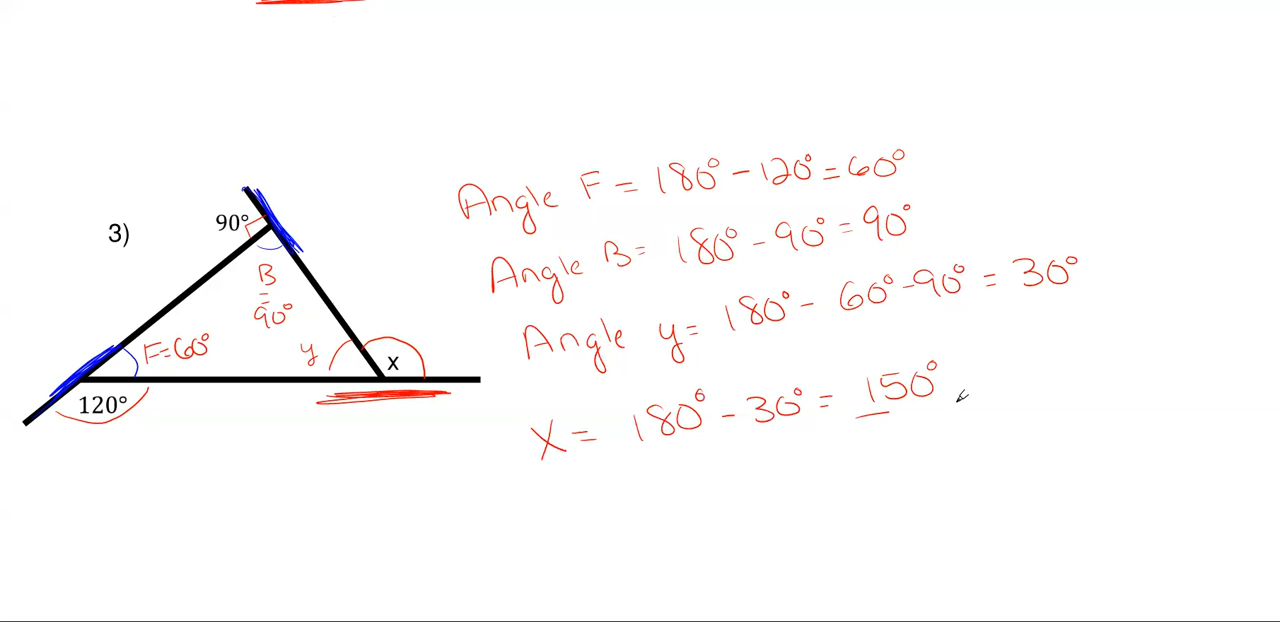 3)
90°
B
=
90°
F=60°
y
x
120°
Angle F = 180° - 120° = 60°
Angle B = 180° - 90° = 90°
Angle y = 180° - 60° - 90° = 30°
X = 180° - 30° = 150°